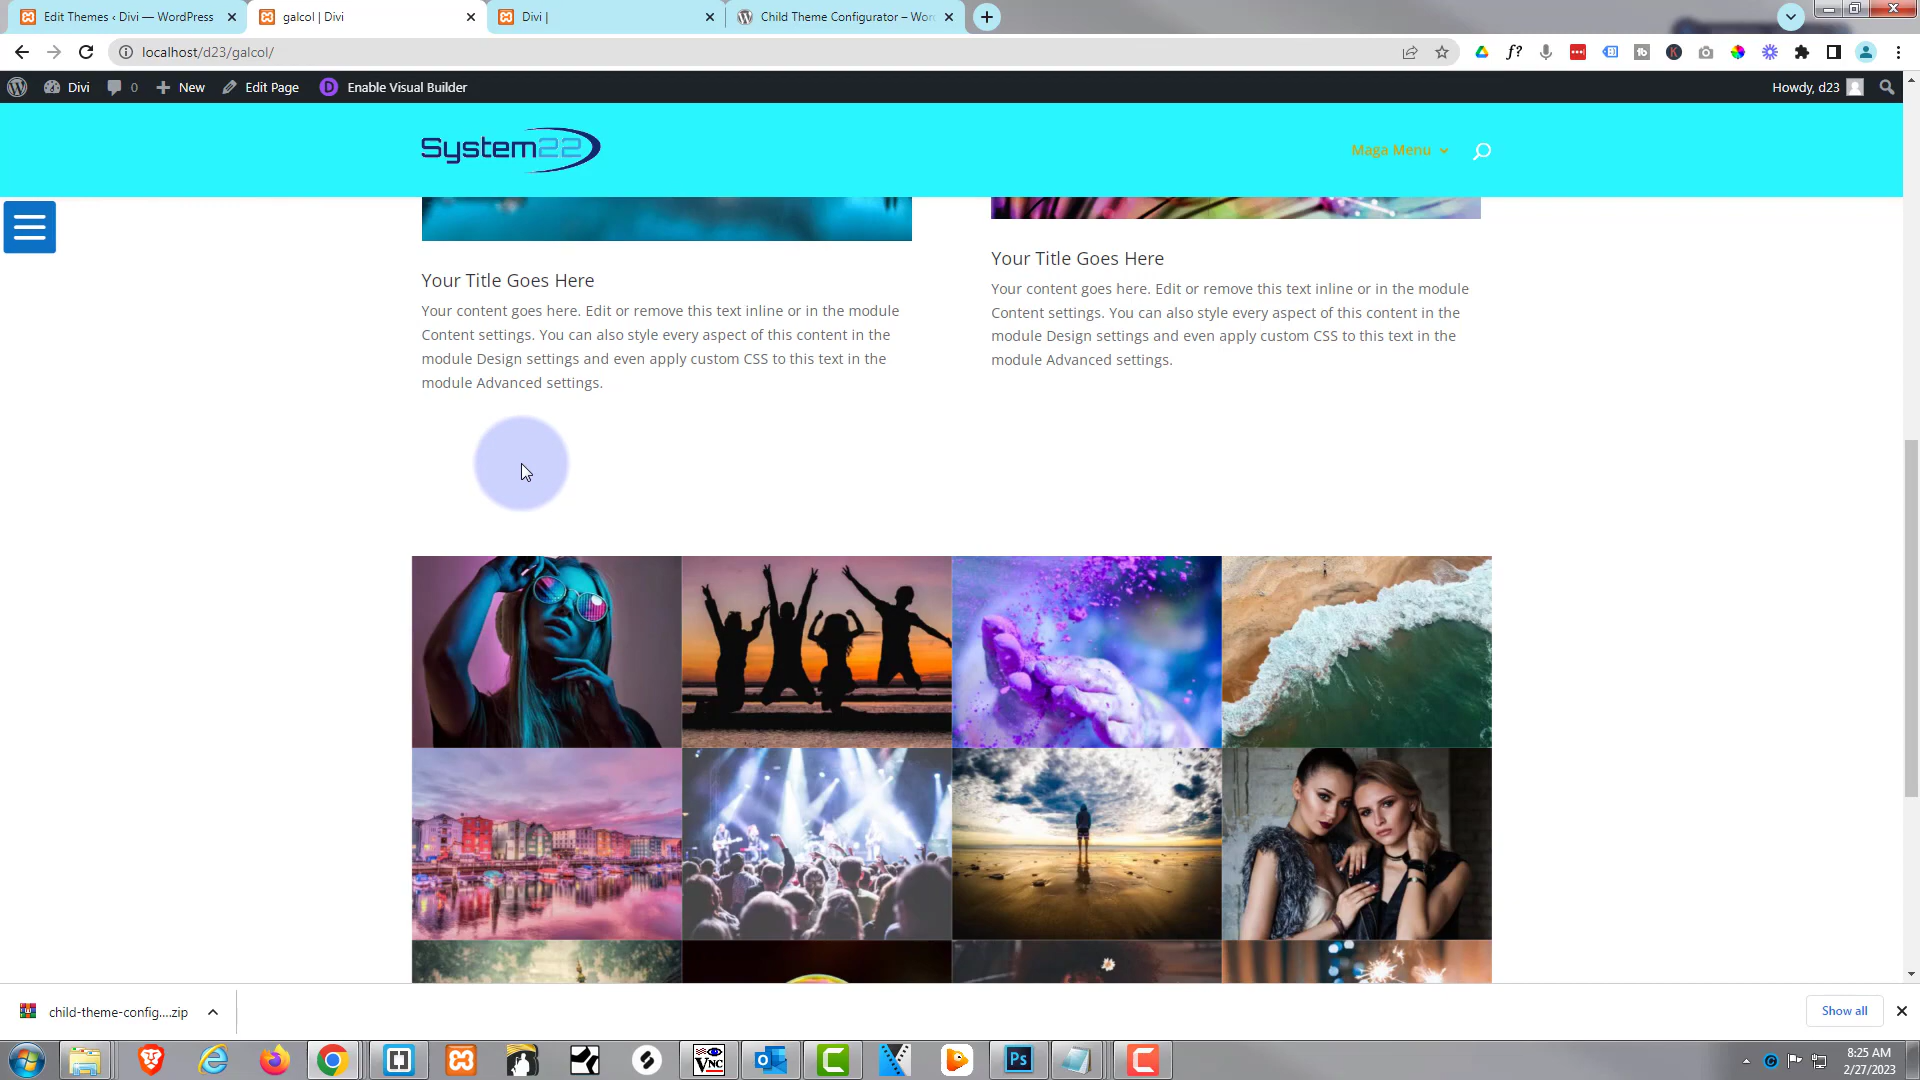 Edit Themes ‹ Divi — WordPress
galcol | Divi
Divi |
Child Theme Configurator – Wor
localhost/d23/galcol/
Divi
0
New
Edit Page
Enable Visual Builder
Howdy, d23
System22
Maga Menu
Your Title Goes Here
Your content goes here. Edit or remove this text inline or in the module
Content settings. You can also style every aspect of this content in the
module Design settings and even apply custom CSS to this text in the
module Advanced settings.
Your Title Goes Here
Your content goes here. Edit or remove this text inline or in the module
Content settings. You can also style every aspect of this content in the
module Design settings and even apply custom CSS to this text in the
module Advanced settings.
child-theme-config....zip
Show all
8:25 AM
2/27/2023